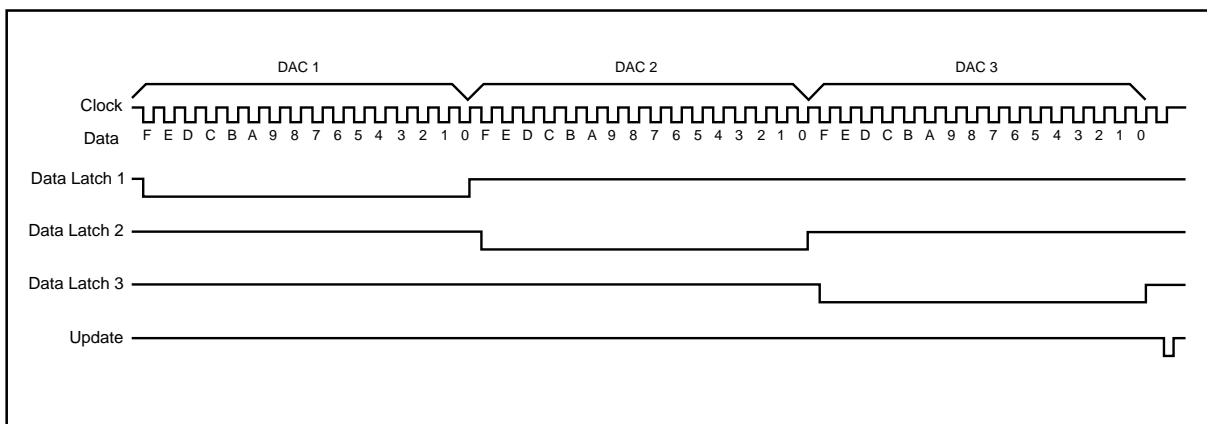 DAC 1 DAC 2 DAC 3
Clock
Data F E D C B A 9 8 7 6 5 4 3 2 1 0 F E D C B A 9 8 7 6 5 4 3 2 1 0 F E D C B A 9 8 7 6 5 4 3 2 1 0
Data Latch 1
Data Latch 2
Data Latch 3
Update